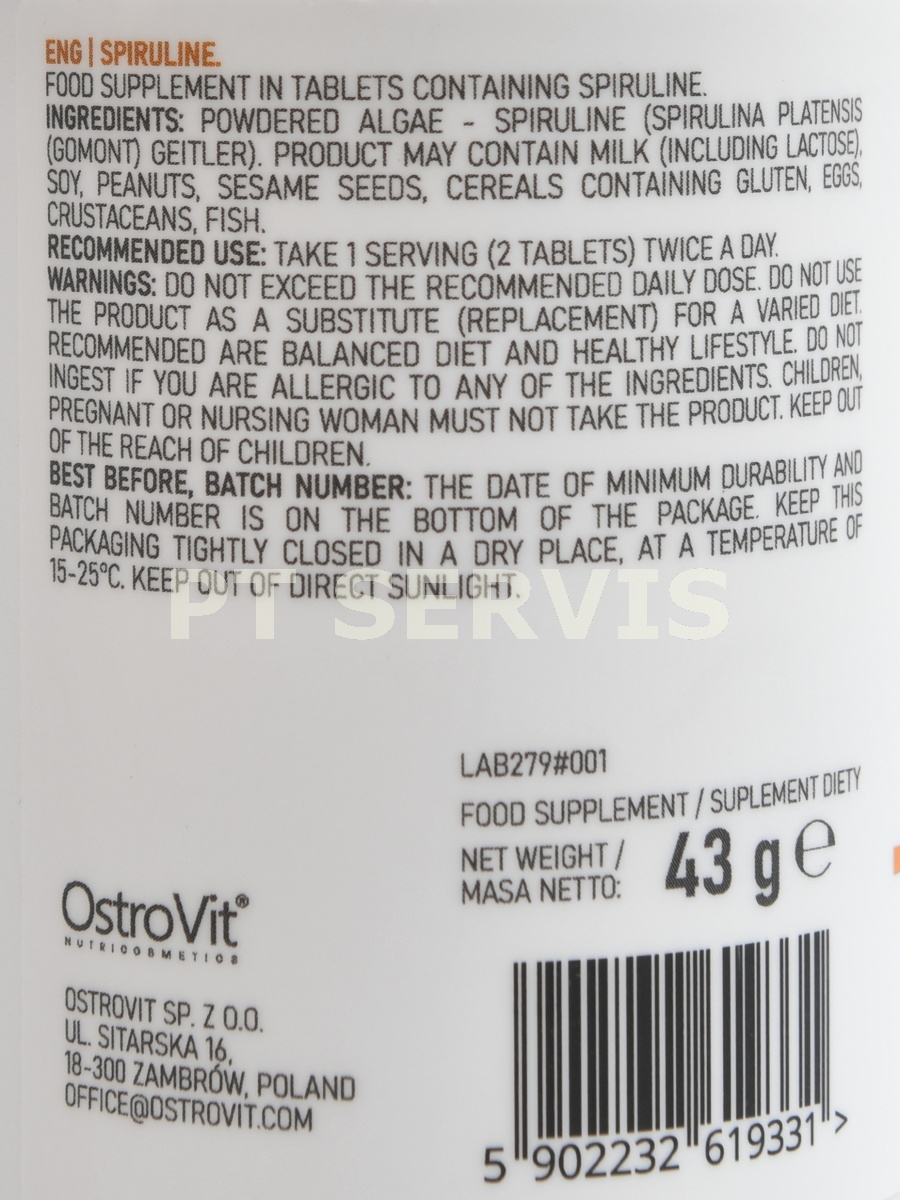 ENG | SPIRULINE.
FOOD SUPPLEMENT IN TABLETS CONTAINING SPIRULINE.
INGREDIENTS: POWDERED ALGAE - SPIRULINE (SPIRULINA PLATENSIS
(GOMONT) GEITLER). PRODUCT MAY CONTAIN MILK (INCLUDING LACTOSE),
SOY, PEANUTS, SESAME SEEDS, CEREALS CONTAINING GLUTEN, EGGS,
CRUSTACEANS, FISH.
RECOMMENDED USE: TAKE 1 SERVING (2 TABLETS) TWICE A DAY.
WARNINGS: DO NOT EXCEED THE RECOMMENDED DAILY DOSE. DO NOT USE
THE PRODUCT AS A SUBSTITUTE (REPLACEMENT) FOR A VARIED DIET.
RECOMMENDED ARE BALANCED DIET AND HEALTHY LIFESTYLE. DO NOT
INGEST IF YOU ARE ALLERGIC TO ANY OF THE INGREDIENTS. CHILDREN,
PREGNANT OR NURSING WOMAN MUST NOT TAKE THE PRODUCT. KEEP OUT
OF THE REACH OF CHILDREN.
BEST BEFORE, BATCH NUMBER: THE DATE OF MINIMUM DURABILITY AND
BATCH NUMBER IS ON THE BOTTOM OF THE PACKAGE. KEEP THIS
PACKAGING TIGHTLY CLOSED IN A DRY PLACE, AT A TEMPERATURE OF
15-25°C. KEEP OUT OF DIRECT SUNLIGHT.
PT SERVIS
LAB279#001
FOOD SUPPLEMENT / SUPLEMENT DIETY
NET WEIGHT /
MASA NETTO: 43 g ℮
OstroVit®
NUTRICOSMETICS
OSTROVIT SP. Z O.O.
UL. SITARSKA 16,
18-300 ZAMBRÓW, POLAND
OFFICE@OSTROVIT.COM
5 902232 619331 >